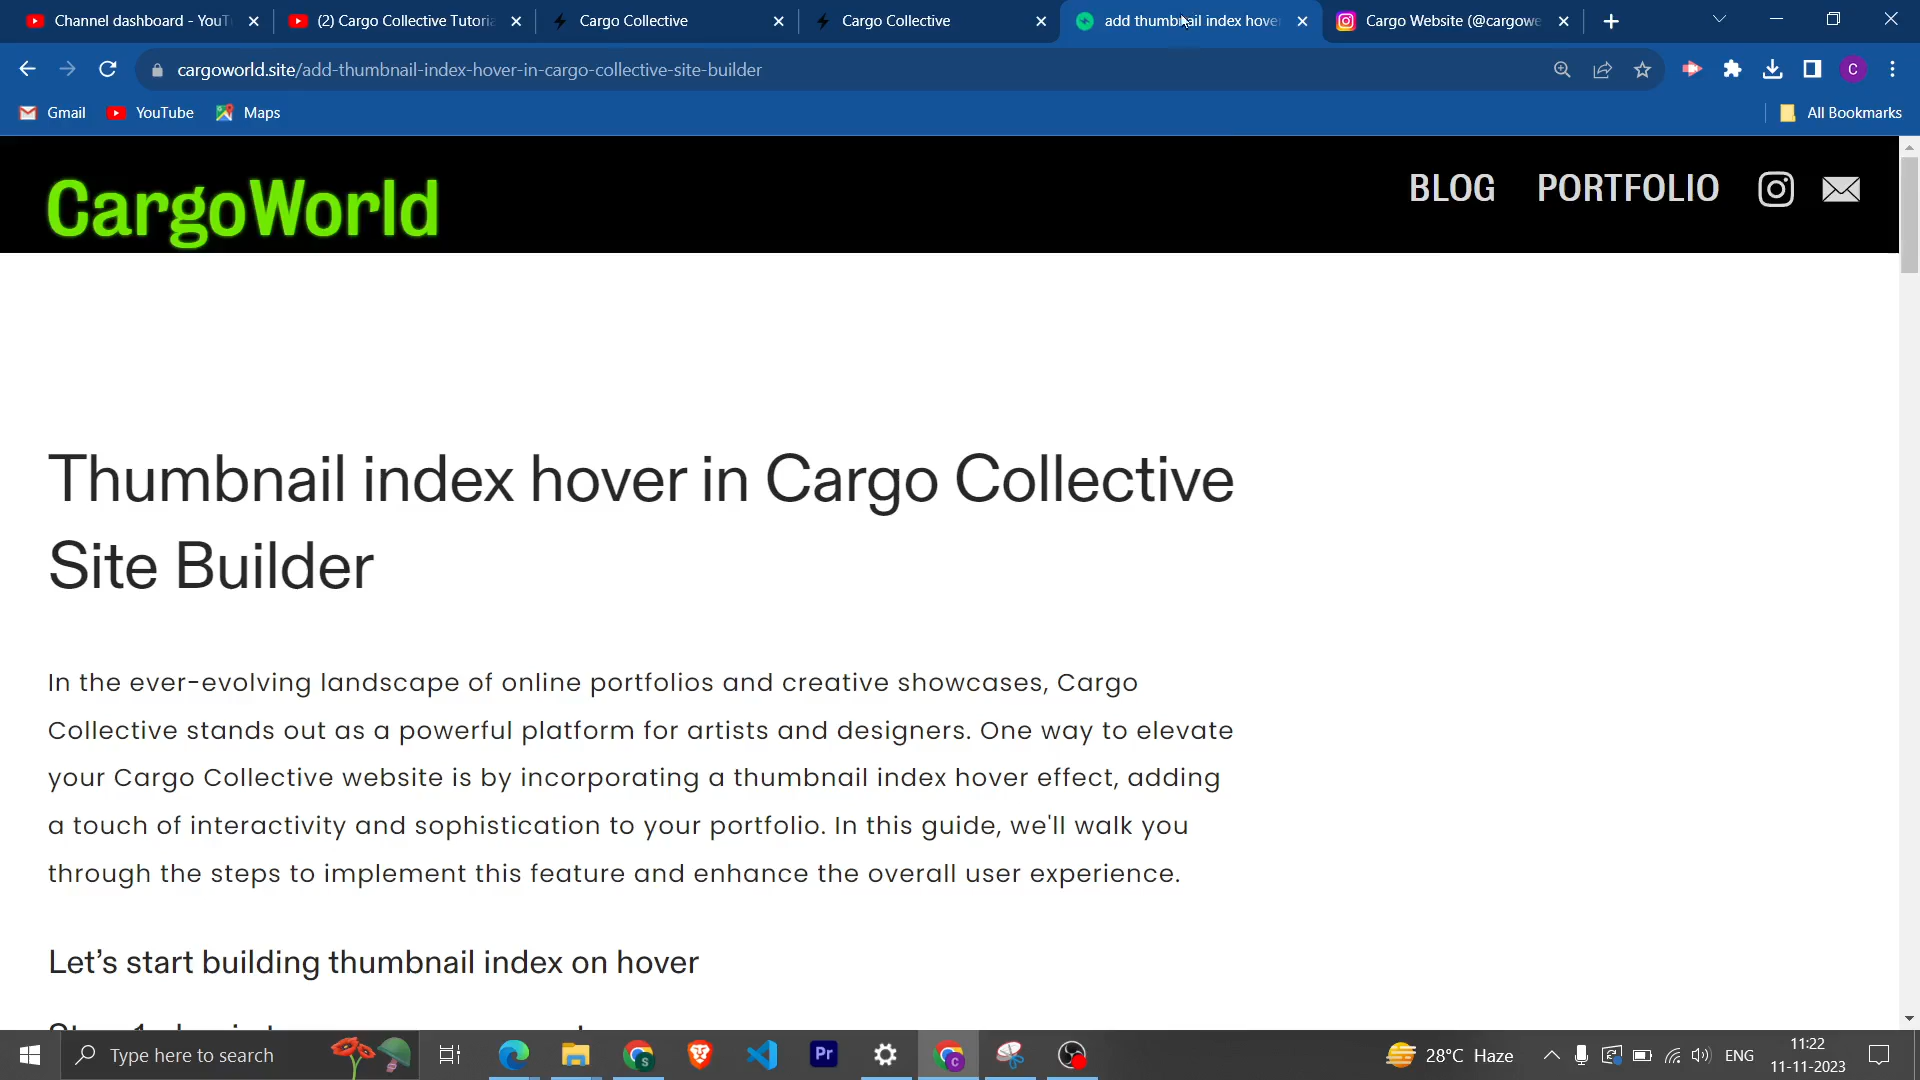 Channel dashboard - YouT
(2) Cargo Collective Tutoria
Cargo Collective
Cargo Collective
add thumbnail index hove
Cargo Website (@cargowe
cargoworld.site/add-thumbnail-index-hover-in-cargo-collective-site-builder
C
Gmail
YouTube
Maps
All Bookmarks
CargoWorld
BLOG
PORTFOLIO
Thumbnail index hover in Cargo Collective
Site Builder
In the ever-evolving landscape of online portfolios and creative showcases, Cargo
Collective stands out as a powerful platform for artists and designers. One way to elevate
your Cargo Collective website is by incorporating a thumbnail index hover effect, adding
a touch of interactivity and sophistication to your portfolio. In this guide, we'll walk you
through the steps to implement this feature and enhance the overall user experience.
Let's start building thumbnail index on hover
Type here to search
S
Pr
C
28°C Haze
ENG
11:22
11-11-2023